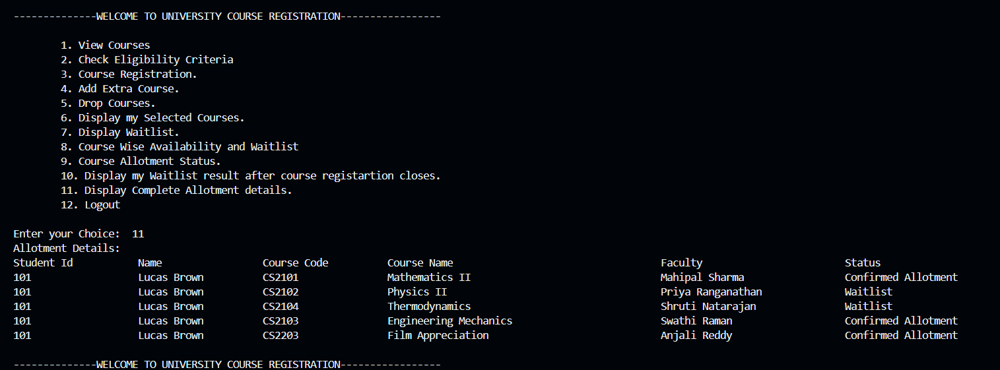 --------------WELCOME TO UNIVERSITY COURSE REGISTRATION-----------------
1. View Courses
2. Check Eligibility Criteria
3. Course Registration.
4. Add Extra Course.
5. Drop Courses.
6. Display my Selected Courses.
7. Display Waitlist.
8. Course Wise Availability and Waitlist
9. Course Allotment Status.
10. Display my Waitlist result after course registartion closes.
11. Display Complete Allotment details.
12. Logout
Enter your Choice:  11
Allotment Details:
Student Id Name Course Code Course Name Faculty Status
101 Lucas Brown CS2101 Mathematics II Mahipal Sharma Confirmed Allotment
101 Lucas Brown CS2102 Physics II Priya Ranganathan Waitlist
101 Lucas Brown CS2104 Thermodynamics Shruti Natarajan Waitlist
101 Lucas Brown CS2103 Engineering Mechanics Swathi Raman Confirmed Allotment
101 Lucas Brown CS2203 Film Appreciation Anjali Reddy Confirmed Allotment
--------------WELCOME TO UNIVERSITY COURSE REGISTRATION-----------------